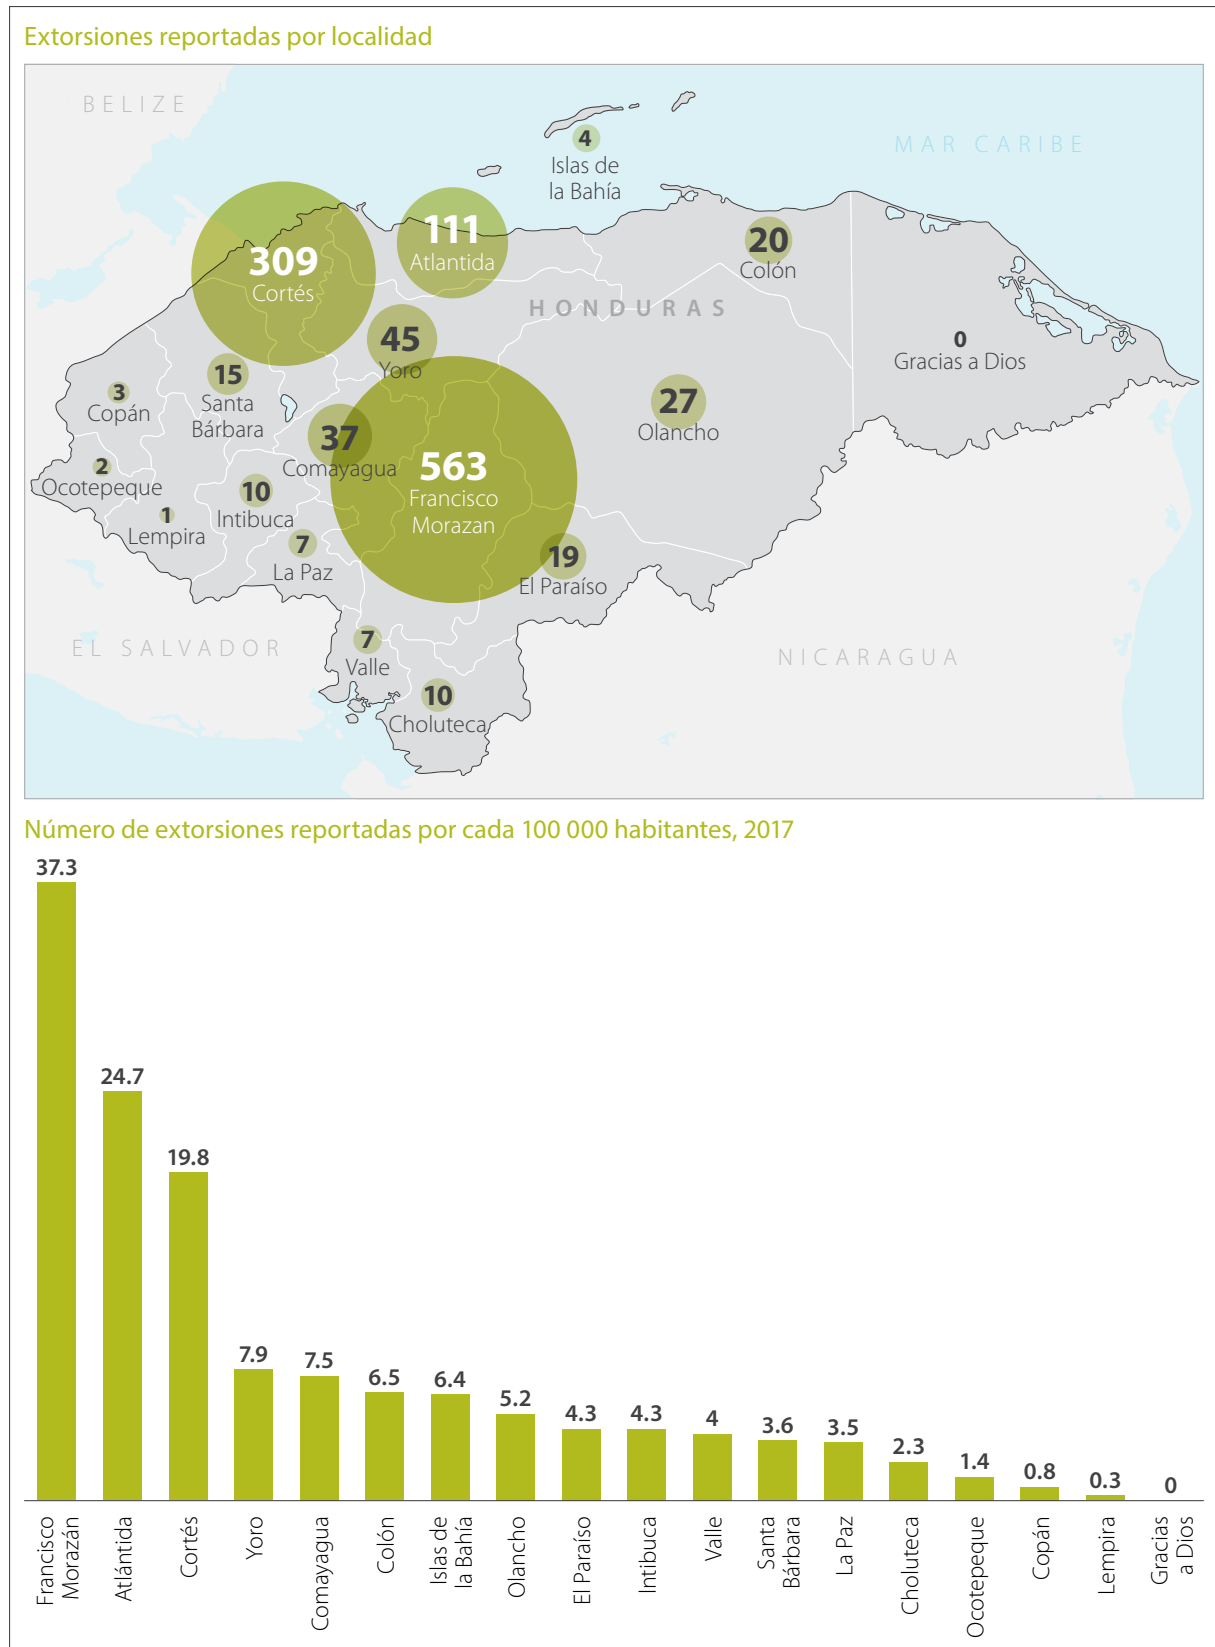 Extorsiones reportadas por localidad
BELIZE
MAR CARIBE
4
Islas de
la Bahía
111
Atlantida
309
Cortés
20
Colón
HONDURAS
45
Yoro
0
Gracias a Dios
15
Santa
Bárbara
3
Copán
27
Olancho
37
Comayagua
563
Francisco
Morazan
2
Ocotepeque
10
Intibuca
1
Lempira
7
La Paz
19
El Paraíso
7
Valle
EL SALVADOR
NICARAGUA
10
Choluteca
Número de extorsiones reportadas por cada 100 000 habitantes, 2017
37.3
24.7
19.8
7.9
7.5
6.5
6.4
5.2
4.3
4.3
4
3.6
3.5
2.3
1.4
0.8
0.3
0
Francisco
Morazán
Atlántida
Cortés
Yoro
Comayagua
Colón
Islas de
la Bahía
Olancho
El Paraíso
Intibuca
Valle
Santa
Bárbara
La Paz
Choluteca
Ocotepeque
Copán
Lempira
Gracias
a Dios